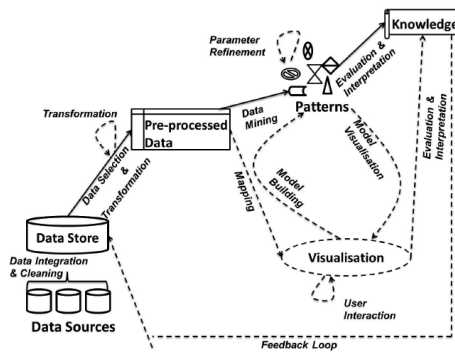 Knowledge
Parameter
Refinement
Evaluation &
Interpretation
Patterns
Transformation
Data
Mining
Pre-processed
Data
Data Selection
&
Transformation
Model
Visualisation
Evaluation &
Interpretation
Model
Building
Mapping
Data Store
Visualisation
Data Integration
& Cleaning
User
Interaction
Data Sources
Feedback Loop